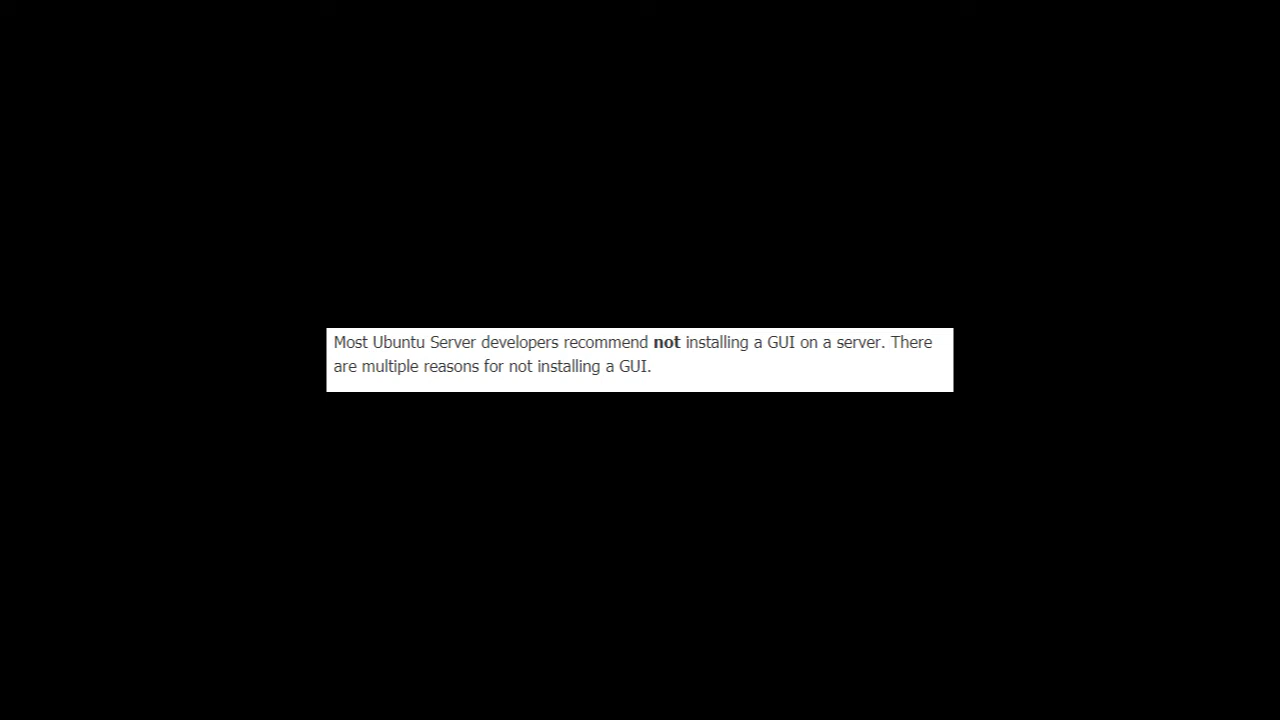 Most Ubuntu Server developers recommend not installing a GUI on a server. There
are multiple reasons for not installing a GUI.